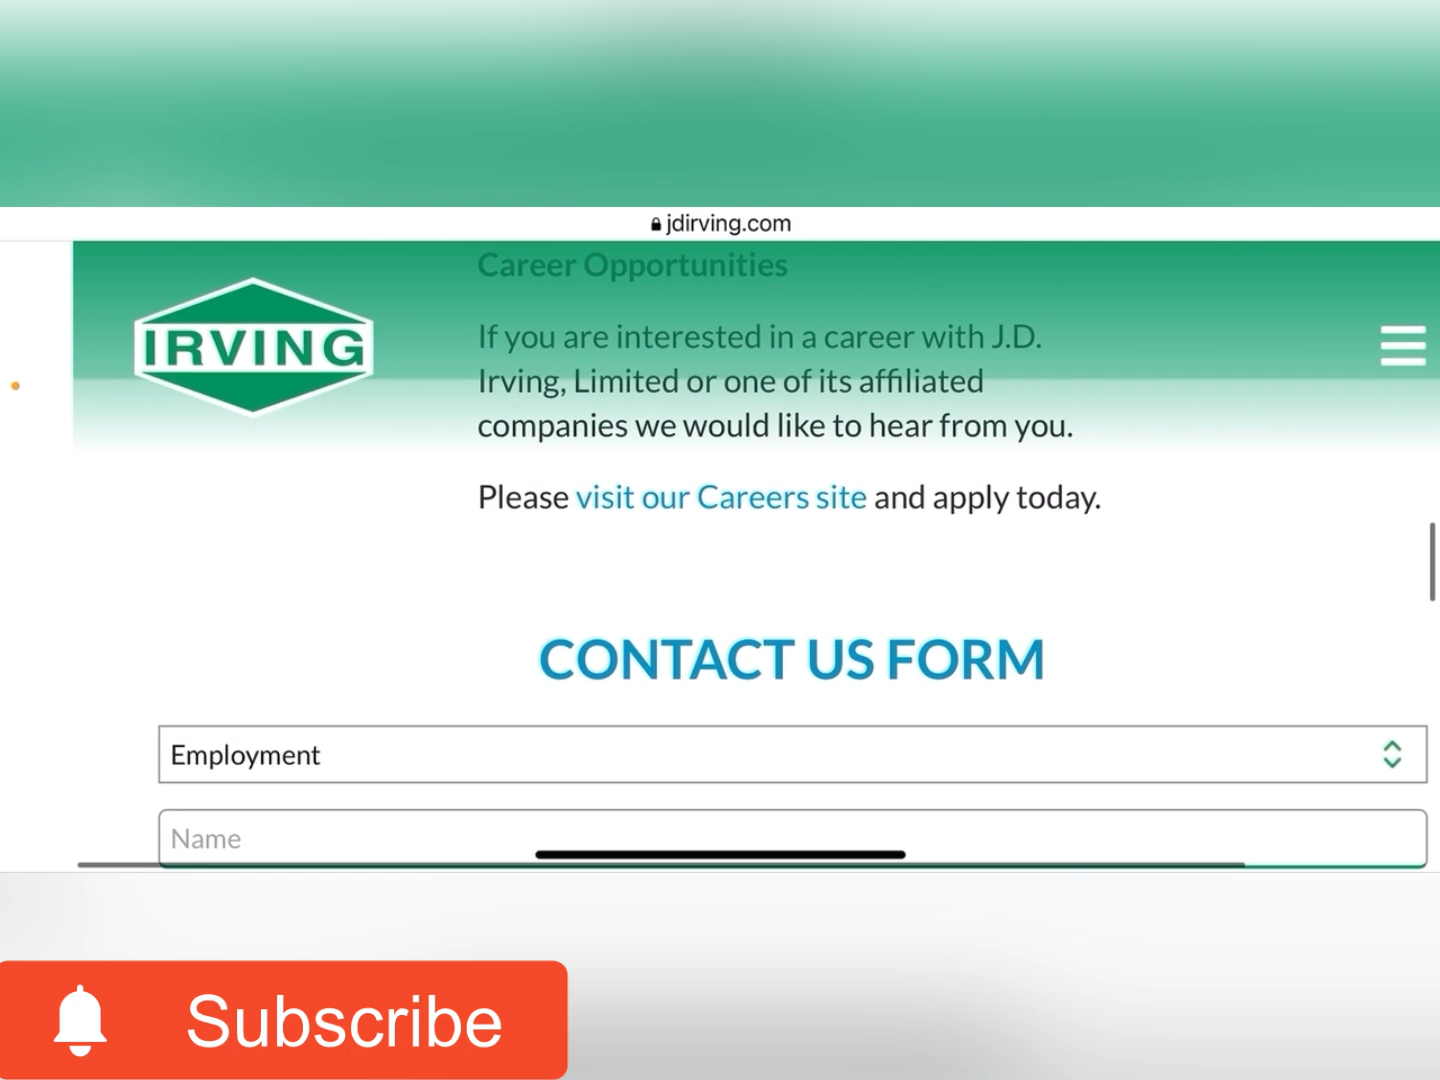 jdirving.com
Career Opportunities
IRVING
If you are interested in a career with J.D.
Irving, Limited or one of its affiliated
companies we would like to hear from you.
Please visit our Careers site and apply today.
CONTACT US FORM
Employment
Name
Subscribe